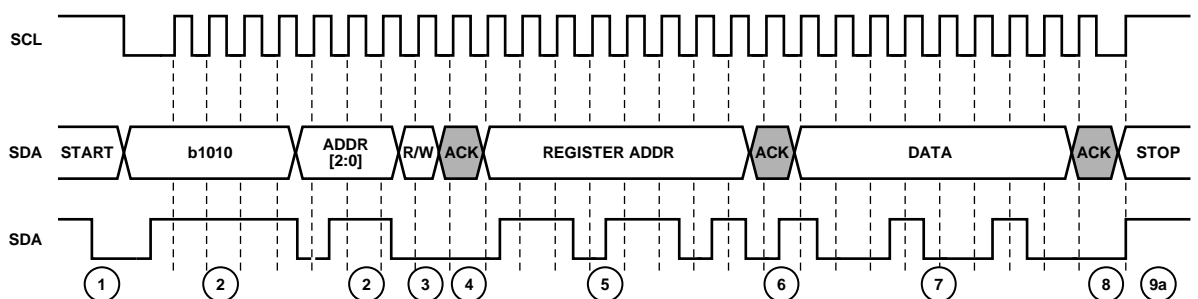 SCL
SDA START b1010 ADDR R/W ACK REGISTER ADDR ACK DATA ACK STOP
[2:0]
SDA
1 2 2 3 4 5 6 7 8 9a